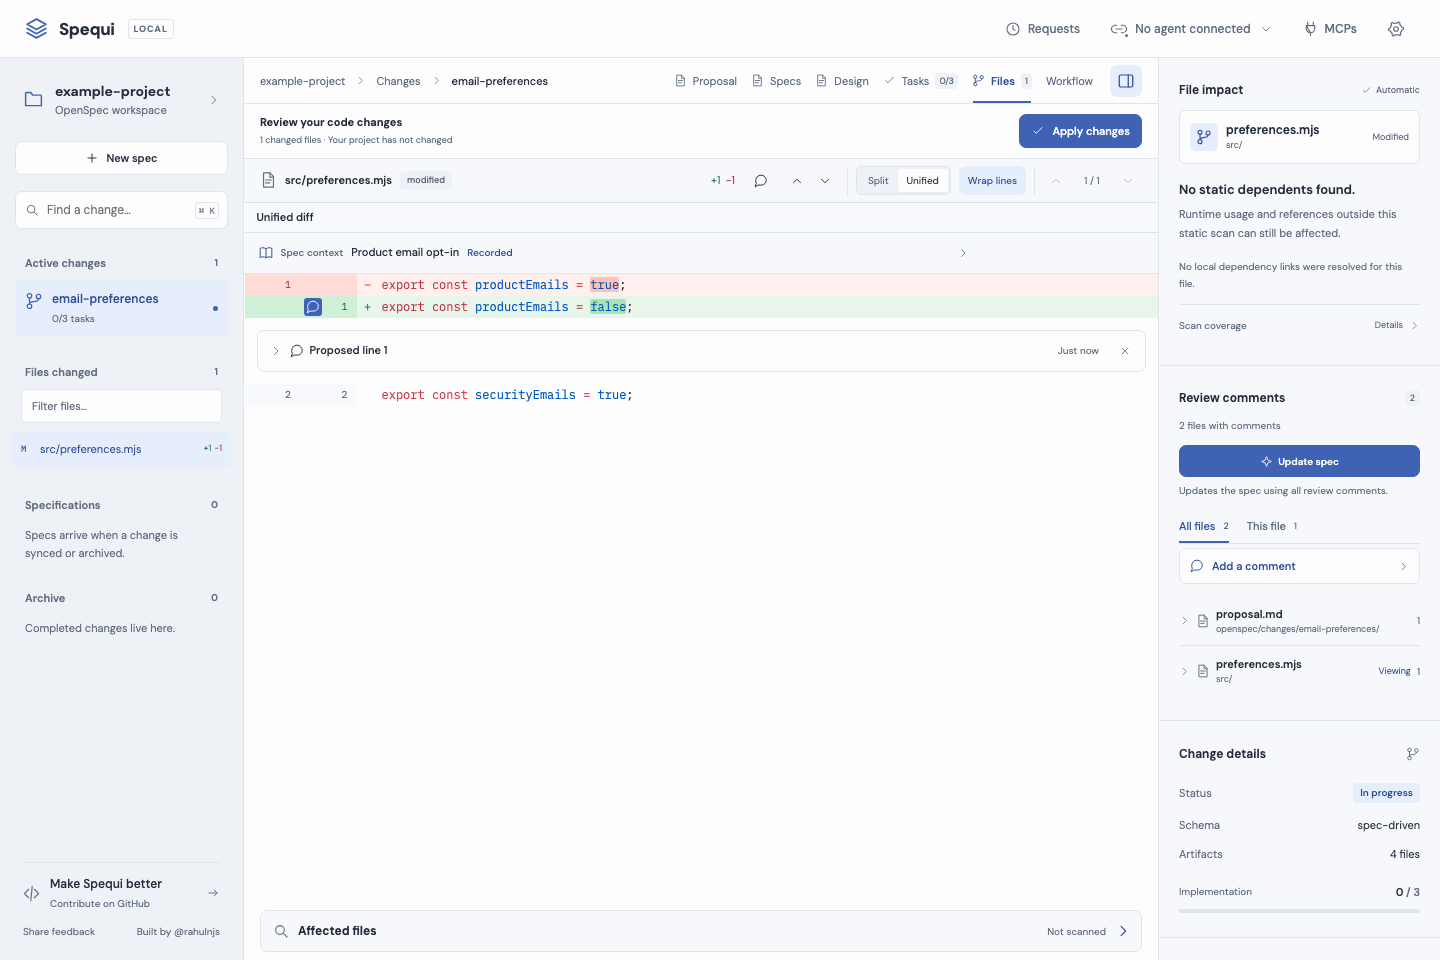 Spequi
LOCAL
Requests
No agent connected
MCPs
example-project
OpenSpec workspace
New spec
Find a change...
⌘ K
Active changes 1
email-preferences
0/3 tasks
Files changed 1
Filter files...
M src/preferences.mjs +1 −1
Specifications 0
Specs arrive when a change is
synced or archived.
Archive 0
Completed changes live here.
Make Spequi better
Contribute on GitHub
Share feedback
Built by @rahulnjs
example-project
Changes
email-preferences
Proposal
Specs
Design
Tasks 0/3
Files 1
Workflow
Review your code changes
1 changed files · Your project has not changed
Apply changes
src/preferences.mjs modified
+1 −1
Split
Unified
Wrap lines
1 / 1
Unified diff
Spec context Product email opt-in Recorded
1 − export const productEmails = true;
1 + export const productEmails = false;
Proposed line 1
Just now
2 2 export const securityEmails = true;
Affected files
Not scanned
File impact
Automatic
preferences.mjs
src/
Modified
No static dependents found.
Runtime usage and references outside this
static scan can still be affected.
No local dependency links were resolved for this
file.
Scan coverage
Details
Review comments 2
2 files with comments
Update spec
Updates the spec using all review comments.
All files 2
This file 1
Add a comment
proposal.md
openspec/changes/email-preferences/
1
preferences.mjs
src/
Viewing 1
Change details
Status In progress
Schema spec-driven
Artifacts 4 files
Implementation 0 / 3